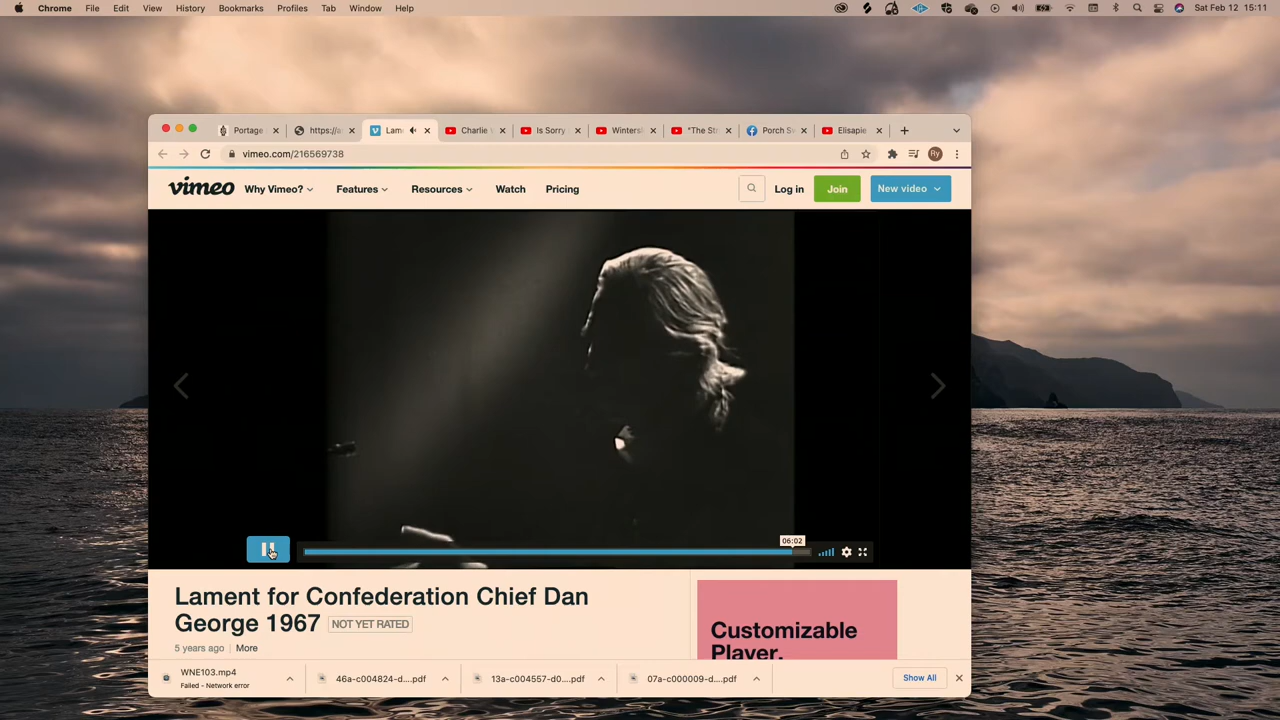 Chrome File Edit View History Bookmarks Profiles Tab Window Help
Sat Feb 12 15:11
Portage
https://a
Lam
Charlie
Is Sorry
Winters
"The St
Porch S
Elisapie
vimeo.com/216569738
Ry
vimeo Why Vimeo? Features Resources Watch Pricing Log in Join New video
06:02
Lament for Confederation Chief Dan
George 1967 NOT YET RATED
5 years ago More
Customizable
Player.
WNE103.mp4
Failed - Network error
46a-c004824-d....pdf
13a-c004557-d0....pdf
07a-c000009-d....pdf
Show All